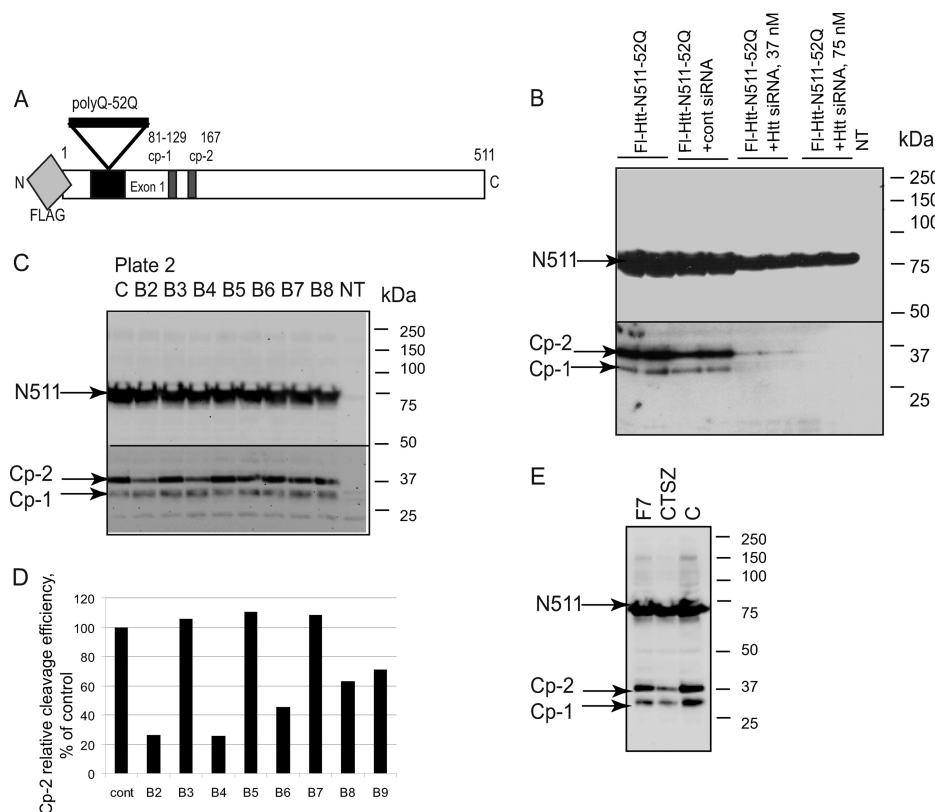 A
polyQ-52Q
1
81-129
cp-1
167
cp-2
511
N
Exon 1
C
FLAG
B
Fl-Htt-N511-52Q
Fl-Htt-N511-52Q
+cont siRNA
Fl-Htt-N511-52Q
+Htt siRNA, 37 nM
Fl-Htt-N511-52Q
+Htt siRNA, 75 nM
NT
kDa
250
150
100
N511
75
50
Cp-2
37
Cp-1
25
C
Plate 2
C B2 B3 B4 B5 B6 B7 B8 NT
kDa
250
150
100
N511
75
50
Cp-2
37
Cp-1
25
D
Cp-2 relative cleavage efficiency,
% of control
120
100
80
60
40
20
0
cont B2 B3 B4 B5 B6 B7 B8 B9
E
F7
CTSZ
C
250
150
100
N511
75
50
Cp-2
37
Cp-1
25